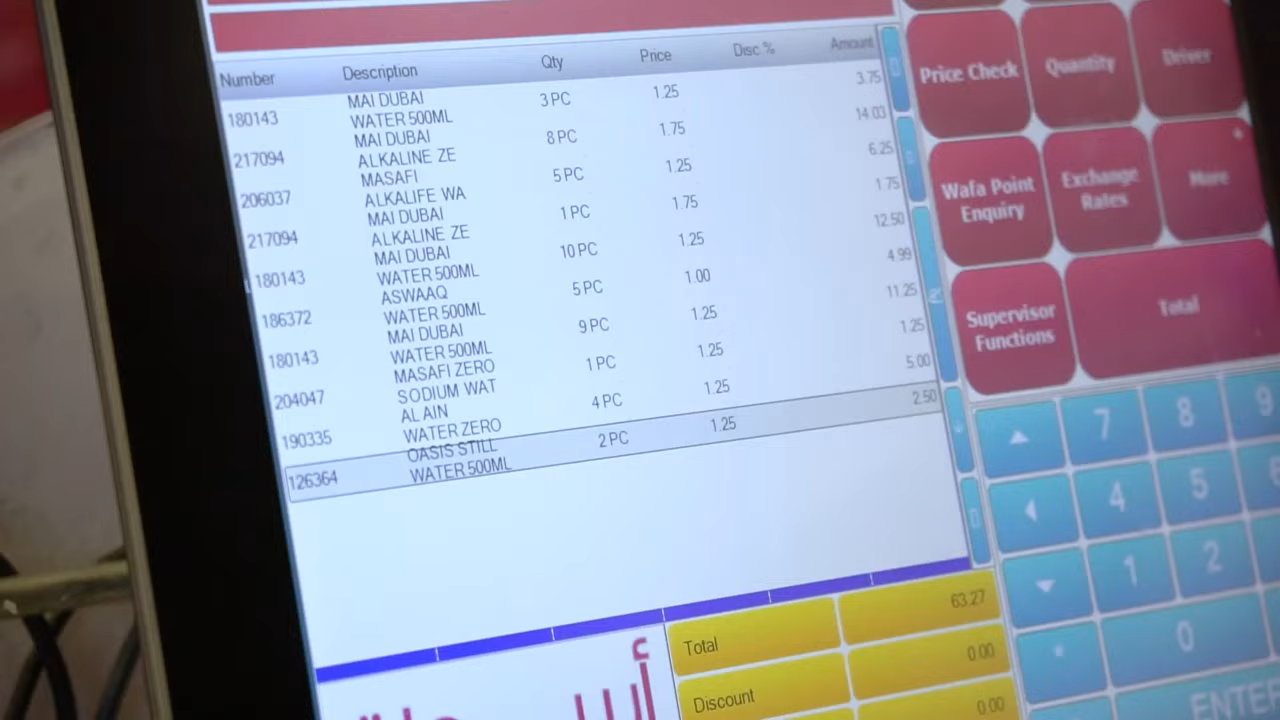 Number Description Qty Price Disc.% Amount
180143 MAI DUBAI WATER 500ML 3 PC 1.25 3.75
217094 MAI DUBAI ALKALINE ZE 8 PC 1.75 14.03
206037 MASAFI ALKALIFE WA 5 PC 1.25 6.25
217094 MAI DUBAI ALKALINE ZE 1 PC 1.75 1.75
180143 MAI DUBAI WATER 500ML 10 PC 1.25 12.50
186372 ASWAAQ WATER 500ML 5 PC 1.00 4.99
180143 MAI DUBAI WATER 500ML 9 PC 1.25 11.25
204047 MASAFI ZERO SODIUM WAT 1 PC 1.25 1.25
190335 AL AIN WATER ZERO 4 PC 1.25 5.00
126364 OASIS STILL WATER 500ML 2 PC 1.25 2.50
Total 63.27
Discount 0.00
0.00
Price Check
Quantity
Driver
Wafa Point
Enquiry
Exchange
Rates
More
Supervisor
Functions
Total
7 8 9
4 5
1 2
0
ENTER